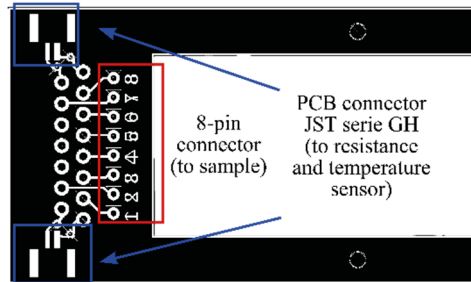 8
7
6
5
4
3
2
1
8-pin
connector
(to sample)
PCB connector
JST serie GH
(to resistance
and temperature
sensor)